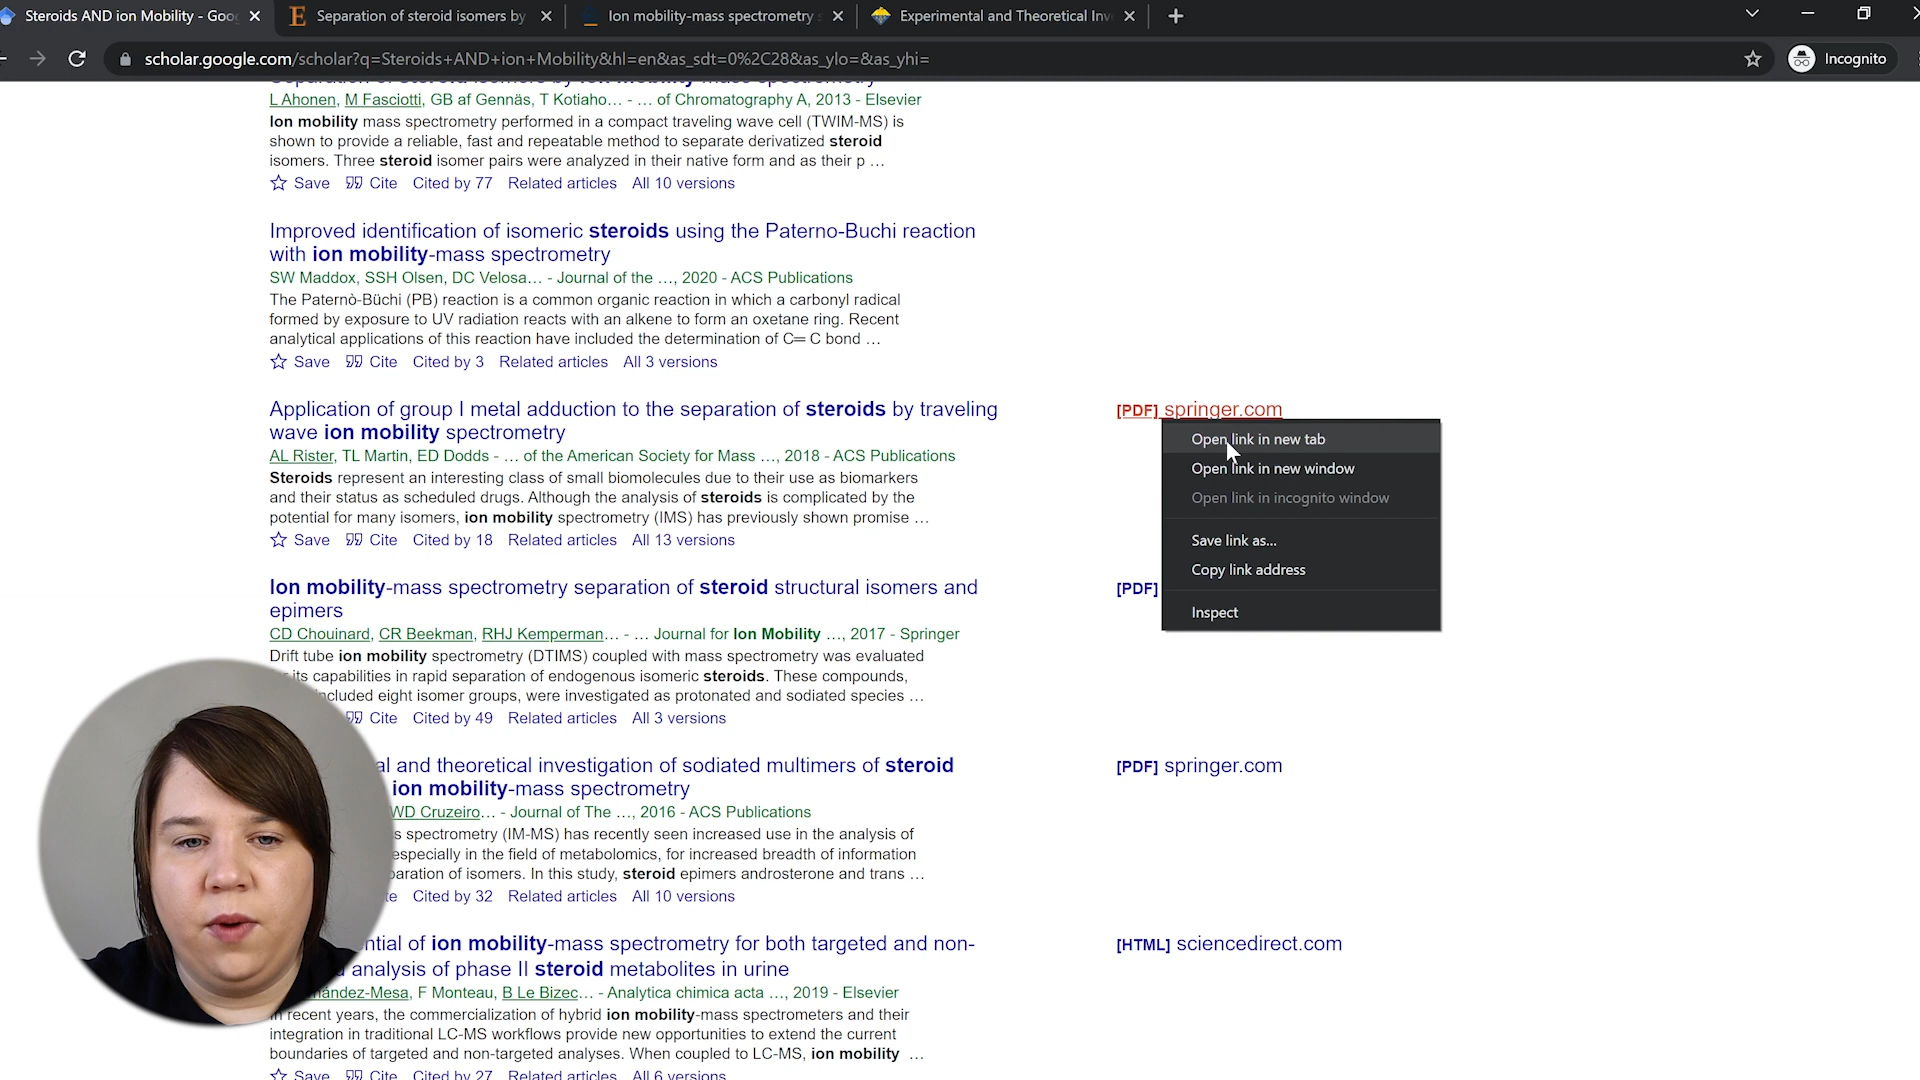 Steroids AND ion Mobility - Goo
Separation of steroid isomers by
Ion mobility-mass spectrometry
Experimental and Theoretical Inv
scholar.google.com/scholar?q=Steroids+AND+ion+Mobility&hl=en&as_sdt=0%2C28&as_ylo=&as_yhi=
Incognito
Separation of steroid isomers by ion mobility mass spectrometry
L Ahonen, M Fasciotti, GB af Gennäs, T Kotiaho… - … of Chromatography A, 2013 - Elsevier
Ion mobility mass spectrometry performed in a compact traveling wave cell (TWIM-MS) is
shown to provide a reliable, fast and repeatable method to separate derivatized steroid
isomers. Three steroid isomer pairs were analyzed in their native form and as their p …
Save Cite Cited by 77 Related articles All 10 versions
Improved identification of isomeric steroids using the Paterno-Buchi reaction
with ion mobility-mass spectrometry
SW Maddox, SSH Olsen, DC Velosa… - Journal of the …, 2020 - ACS Publications
The Paternò-Büchi (PB) reaction is a common organic reaction in which a carbonyl radical
formed by exposure to UV radiation reacts with an alkene to form an oxetane ring. Recent
analytical applications of this reaction have included the determination of C═ C bond …
Save Cite Cited by 3 Related articles All 3 versions
Application of group I metal adduction to the separation of steroids by traveling
wave ion mobility spectrometry
[PDF] springer.com
AL Rister, TL Martin, ED Dodds - … of the American Society for Mass …, 2018 - ACS Publications
Steroids represent an interesting class of small biomolecules due to their use as biomarkers
and their status as scheduled drugs. Although the analysis of steroids is complicated by the
potential for many isomers, ion mobility spectrometry (IMS) has previously shown promise …
Save Cite Cited by 18 Related articles All 13 versions
Open link in new tab
Open link in new window
Open link in incognito window
Save link as...
Copy link address
Inspect
Ion mobility-mass spectrometry separation of steroid structural isomers and
epimers
[PDF]
CD Chouinard, CR Beekman, RHJ Kemperman… - … Journal for Ion Mobility …, 2017 - Springer
Drift tube ion mobility spectrometry (DTIMS) coupled with mass spectrometry was evaluated
its capabilities in rapid separation of endogenous isomeric steroids. These compounds,
included eight isomer groups, were investigated as protonated and sodiated species …
Cite Cited by 49 Related articles All 3 versions
al and theoretical investigation of sodiated multimers of steroid
ion mobility-mass spectrometry
[PDF] springer.com
WD Cruzeiro… - Journal of The …, 2016 - ACS Publications
s spectrometry (IM-MS) has recently seen increased use in the analysis of
especially in the field of metabolomics, for increased breadth of information
aration of isomers. In this study, steroid epimers androsterone and trans …
te Cited by 32 Related articles All 10 versions
ntial of ion mobility-mass spectrometry for both targeted and non-
analysis of phase II steroid metabolites in urine
[HTML] sciencedirect.com
nández-Mesa, F Monteau, B Le Bizec… - Analytica chimica acta …, 2019 - Elsevier
In recent years, the commercialization of hybrid ion mobility-mass spectrometers and their
integration in traditional LC-MS workflows provide new opportunities to extend the current
boundaries of targeted and non-targeted analyses. When coupled to LC-MS, ion mobility …
Save Cite Cited by 27 Related articles All 6 versions